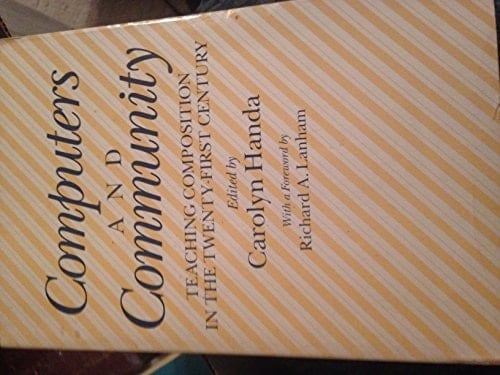 Computers
AND
Community
TEACHING COMPOSITION
IN THE TWENTY-FIRST CENTURY
Edited by
Carolyn Handa
With a Foreword by
Richard A. Lanham